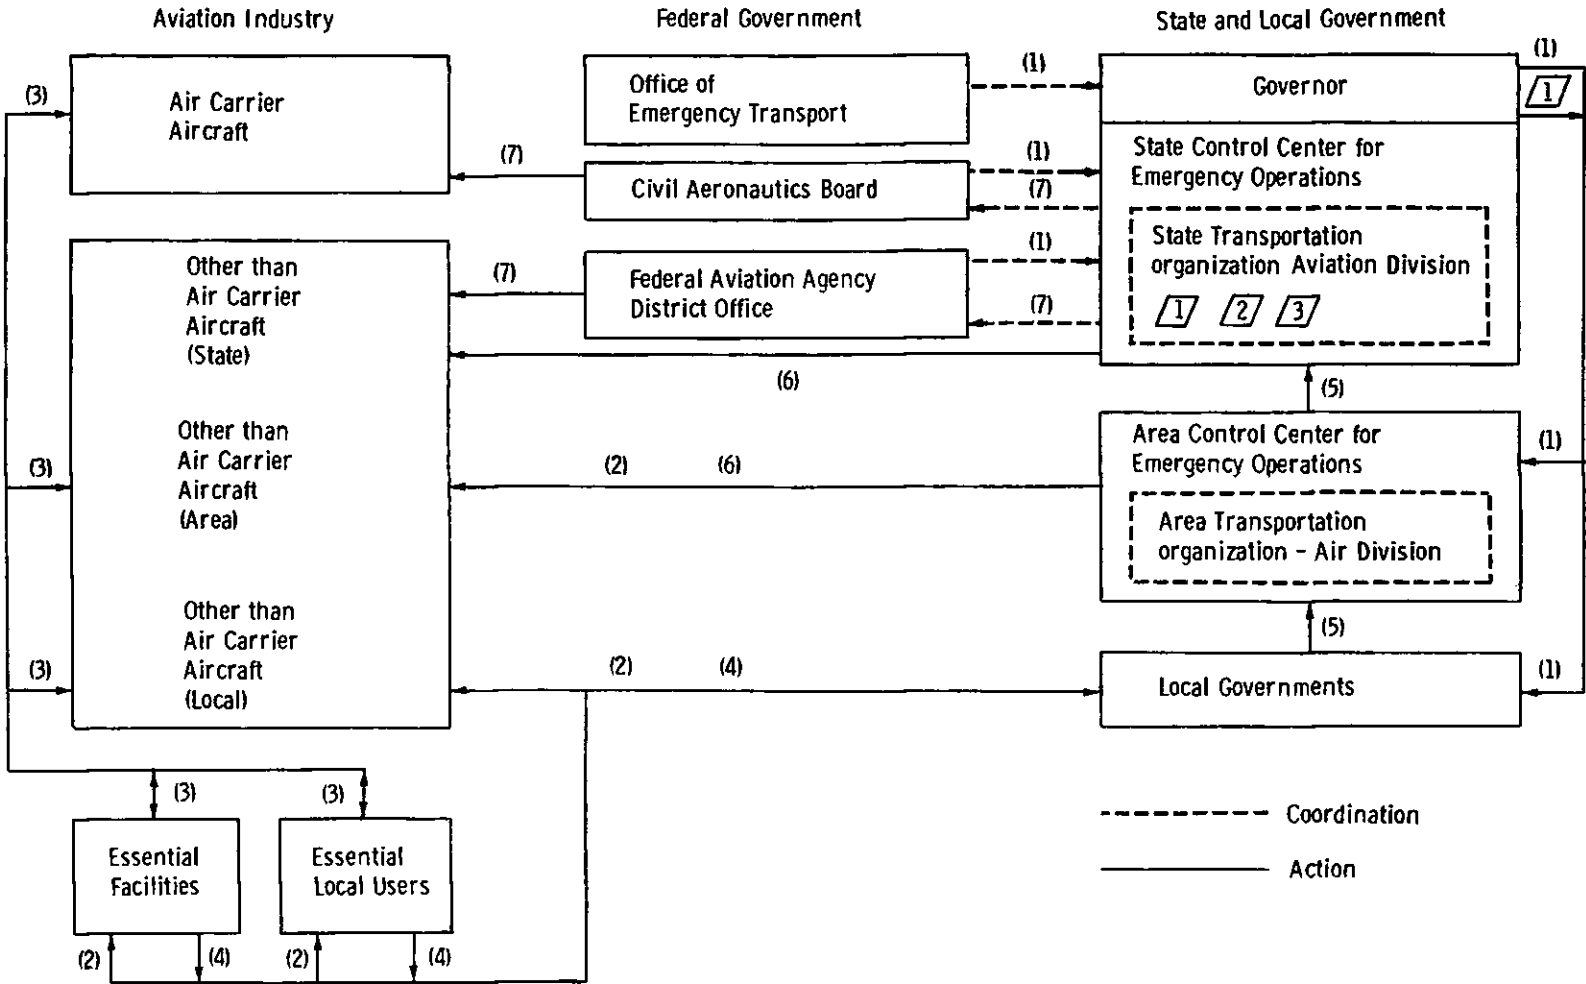 Aviation Industry
Federal Government
State and Local Government
(3)
Air Carrier
Aircraft
(7)
Office of
Emergency Transport
(1)
Governor
(1)
1
Civil Aeronautics Board
(1)
(7)
State Control Center for
Emergency Operations
State Transportation
organization Aviation Division
1 2 3
Other than
Air Carrier
Aircraft
(State)
(7)
Federal Aviation Agency
District Office
(1)
(7)
(6)
(5)
Other than
Air Carrier
Aircraft
(Area)
(3)
(2) (6)
Area Control Center for
Emergency Operations
(1)
Area Transportation
organization - Air Division
(5)
Other than
Air Carrier
Aircraft
(Local)
(3)
(2) (4)
Local Governments
(1)
(3)
(3)
Essential
Facilities
Essential
Local Users
(2)
(4)
(2)
(4)
Coordination
Action